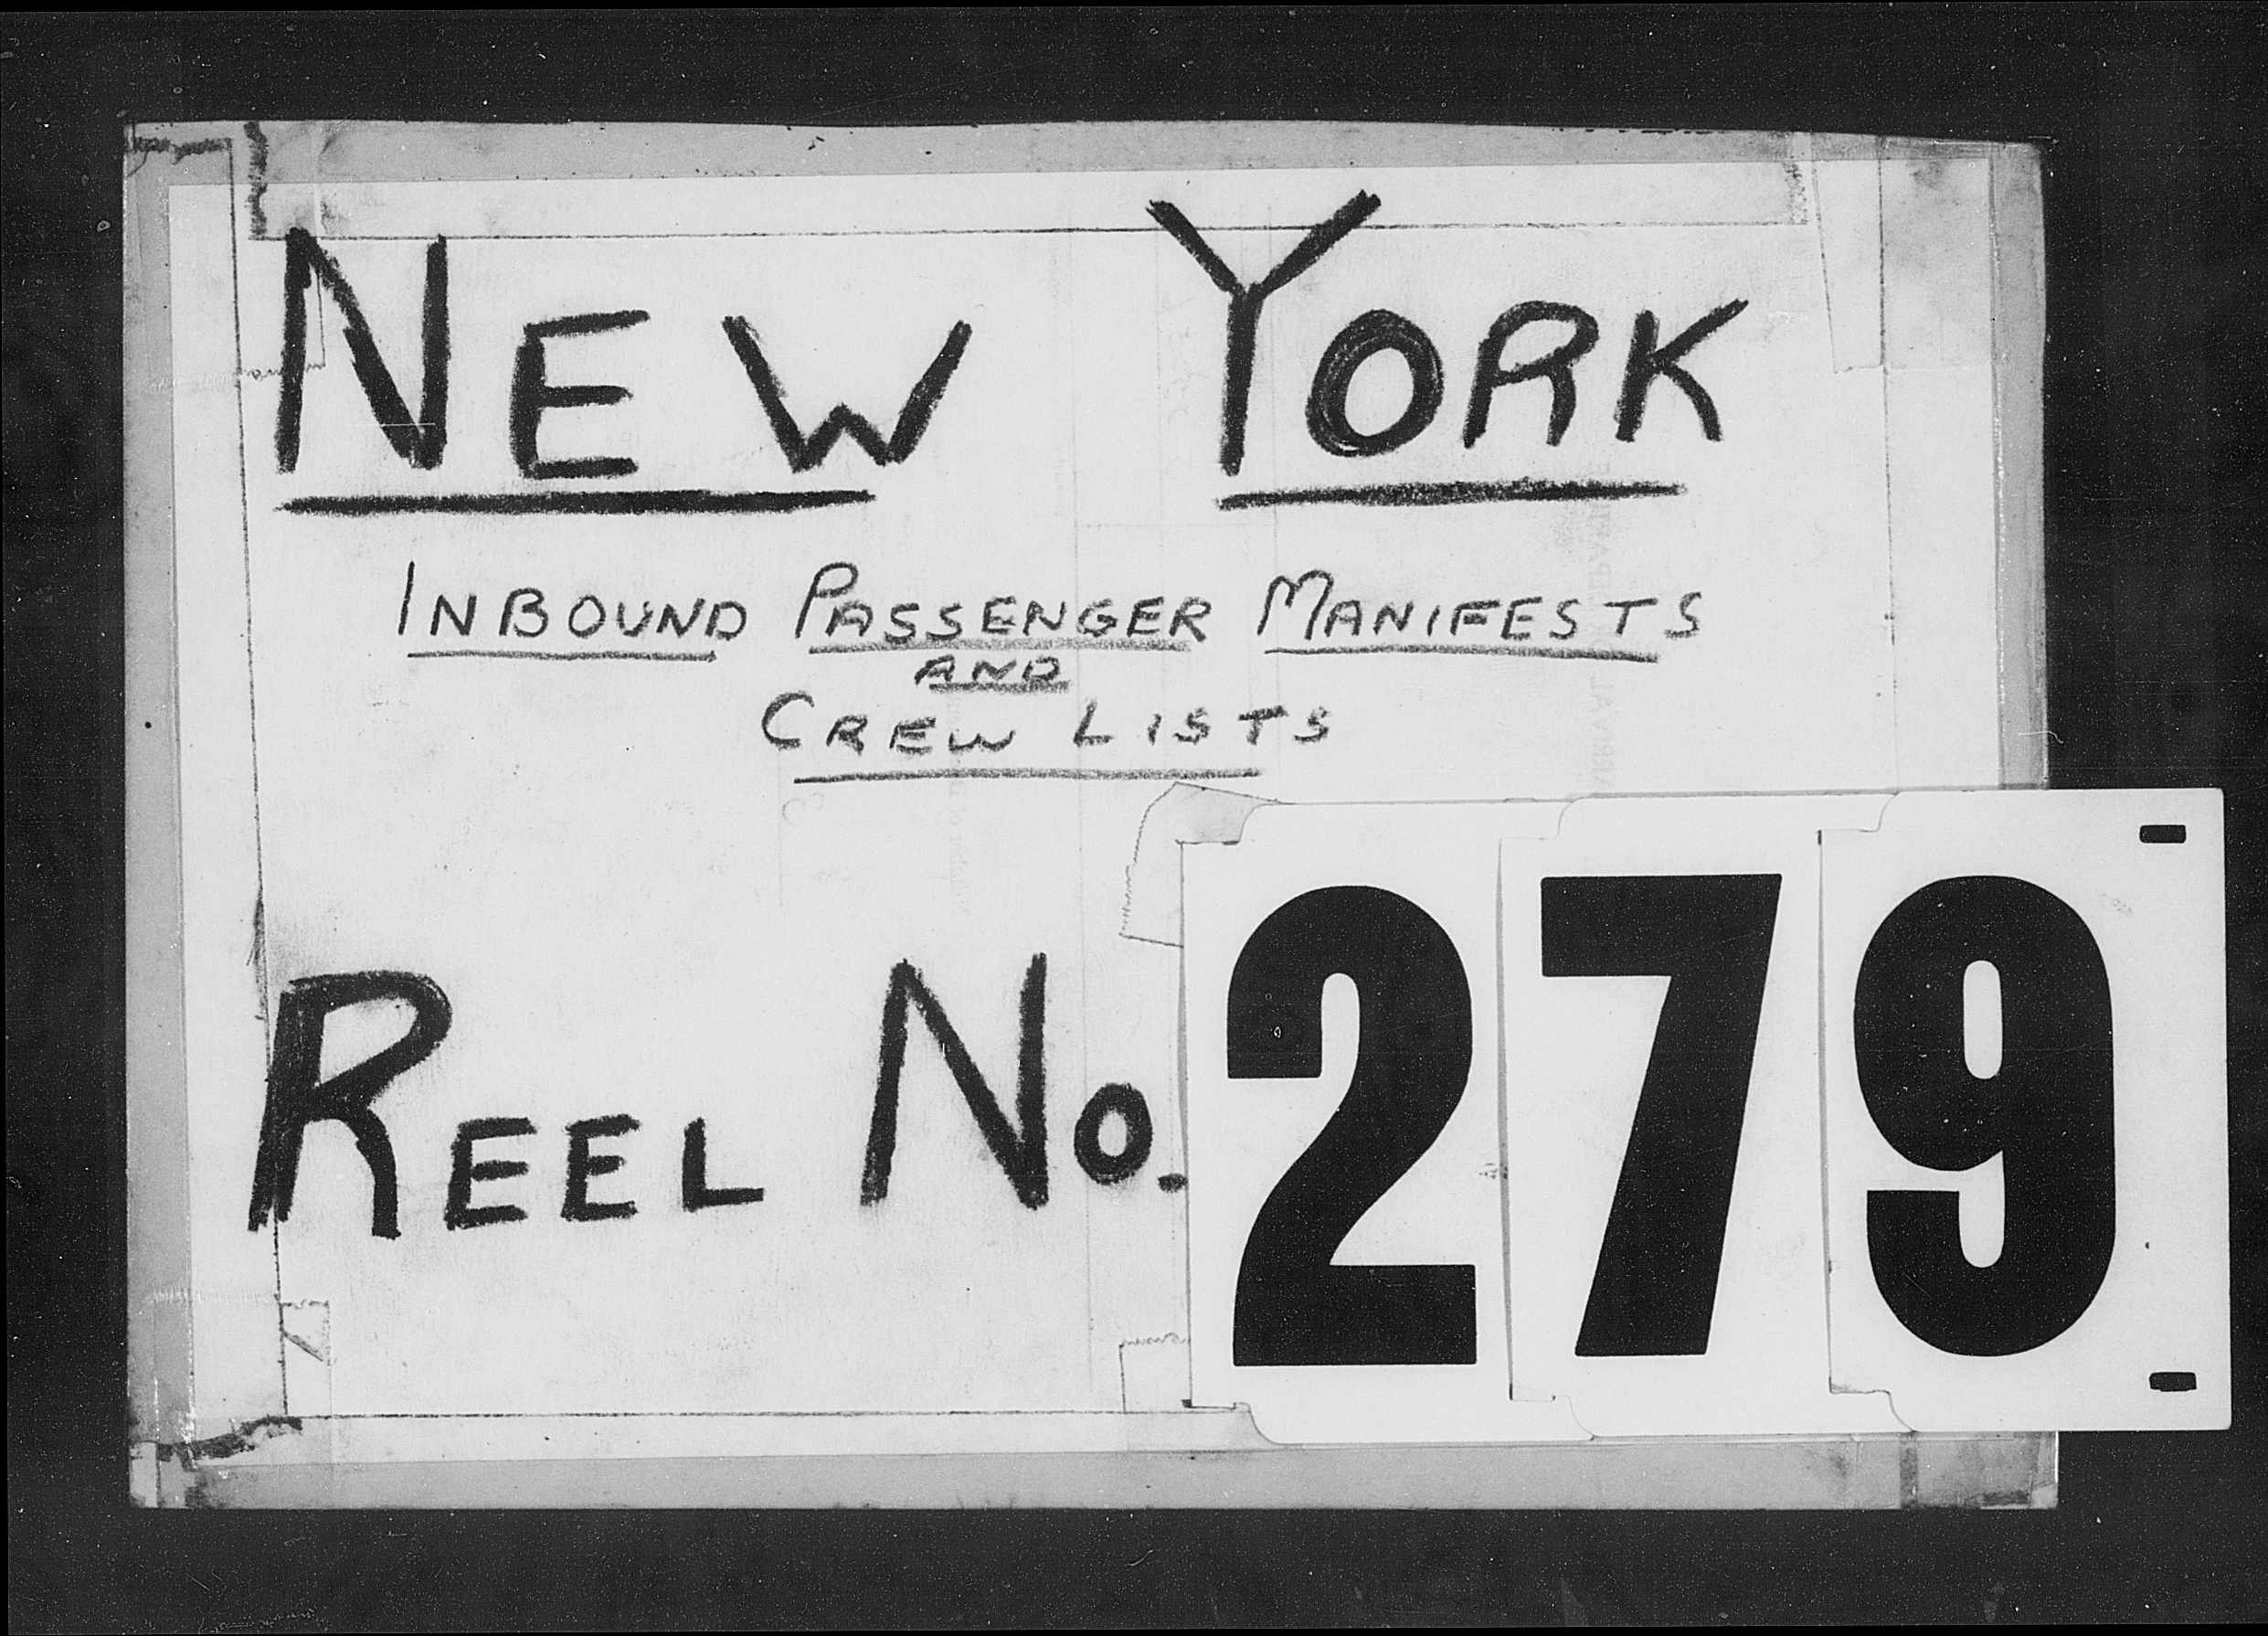 NEW YORK
INBOUND PASSENGER MANIFESTS
AND
CREW LISTS
REEL NO. 279